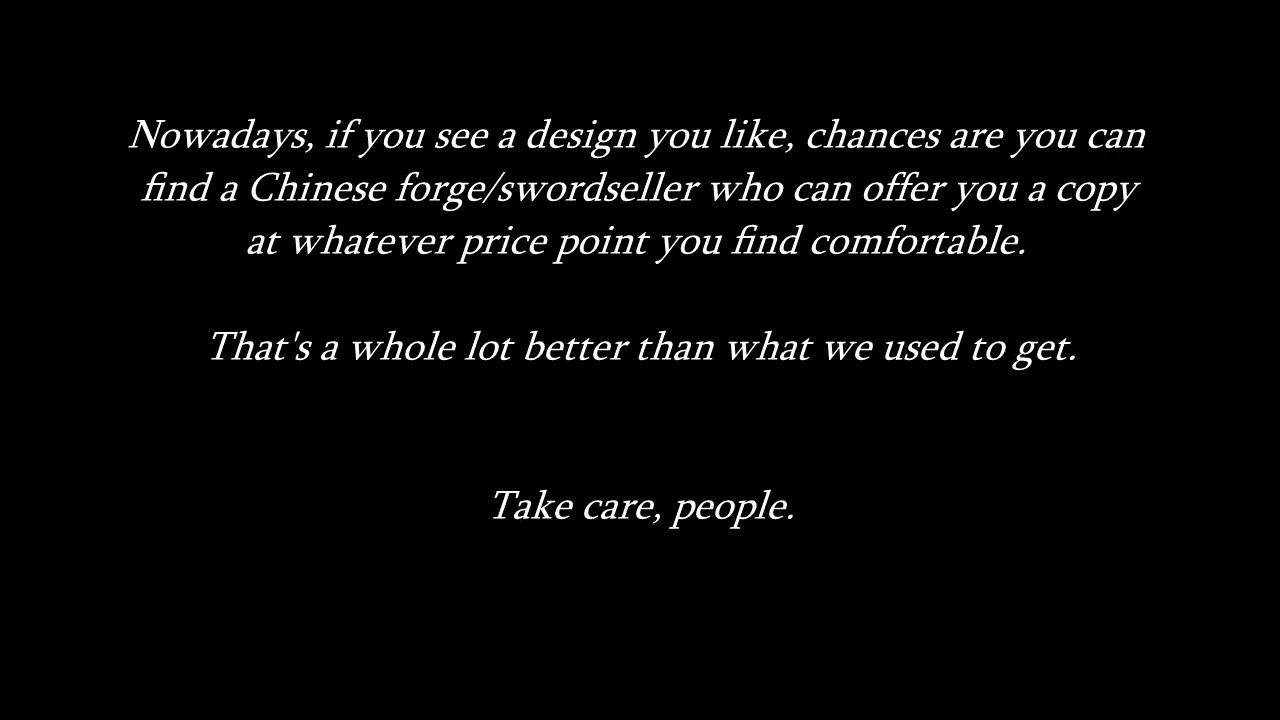 Nowadays, if you see a design you like, chances are you can
find a Chinese forge/swordseller who can offer you a copy
at whatever price point you find comfortable.
That's a whole lot better than what we used to get.
Take care, people.